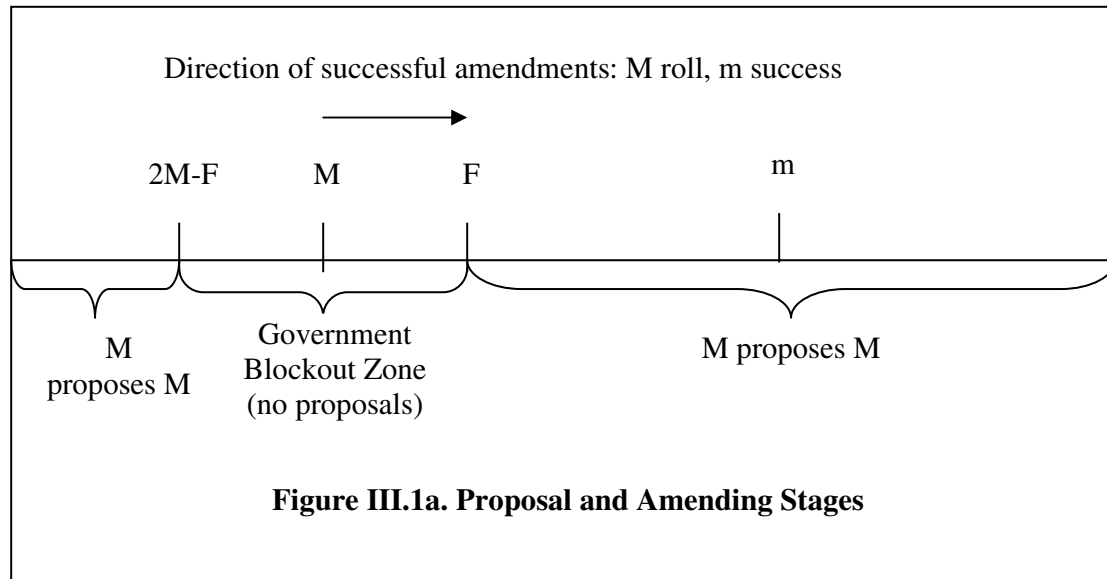 Direction of successful amendments: M roll, m success
2M-F M F m
M
proposes M
Government
Blockout Zone
(no proposals)
M proposes M
Figure III.1a. Proposal and Amending Stages